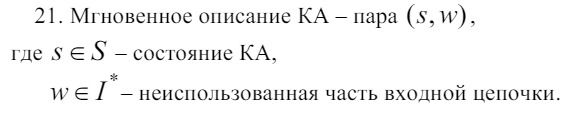 21. Мгновенное описание КА – пара (s, w),
где s ∈ S – состояние КА,
w ∈ I* – неиспользованная часть входной цепочки.